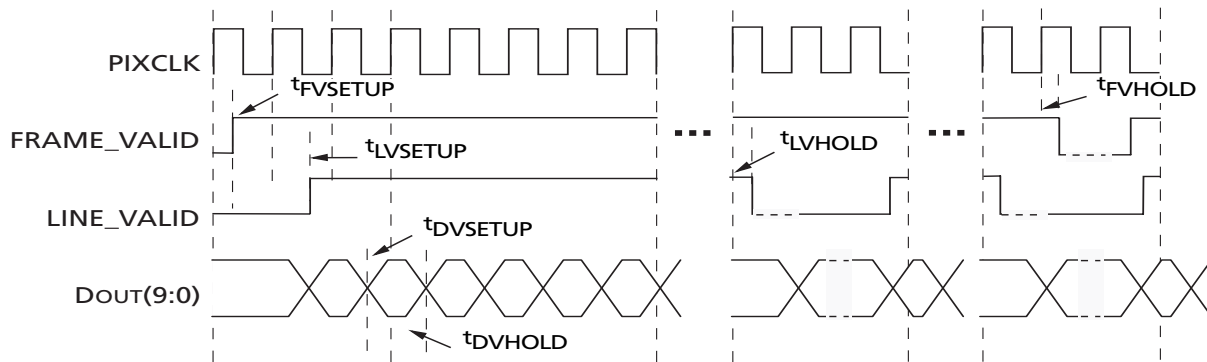 PIXCLK
tFVSETUP
tFVHOLD
FRAME_VALID
tLVSETUP
tLVHOLD
LINE_VALID
tDVSETUP
DOUT(9:0)
tDVHOLD